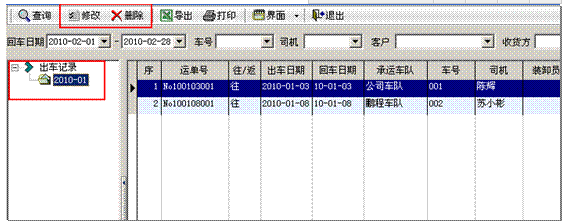 查询 修改 删除 导出 打印 界面 退出
回车日期 2010-02-01 - 2010-02-28 车号 司机 客户 收货方
出车记录
2010-01
序 运单号 往/返 出车日期 回车日期 承运车队 车号 司机 装卸员
1 No100103001 往 2010-01-03 10-01-03 公司车队 001 陈辉
2 No100108001 往 2010-01-08 10-01-08 鹏程车队 002 苏小彬